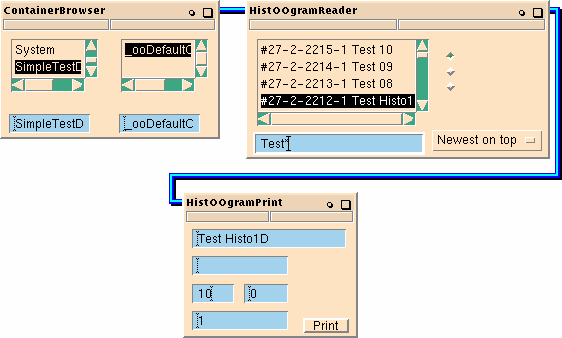 ContainerBrowser
System
SimpleTestD
_ooDefaultC
SimpleTestD
_ooDefaultC
HistOOgramReader
#27-2-2215-1 Test 10
#27-2-2214-1 Test 09
#27-2-2213-1 Test 08
#27-2-2212-1 Test Histo1
Test*
Newest on top
HistOOgramPrint
Test Histo1D
10
0
1
Print